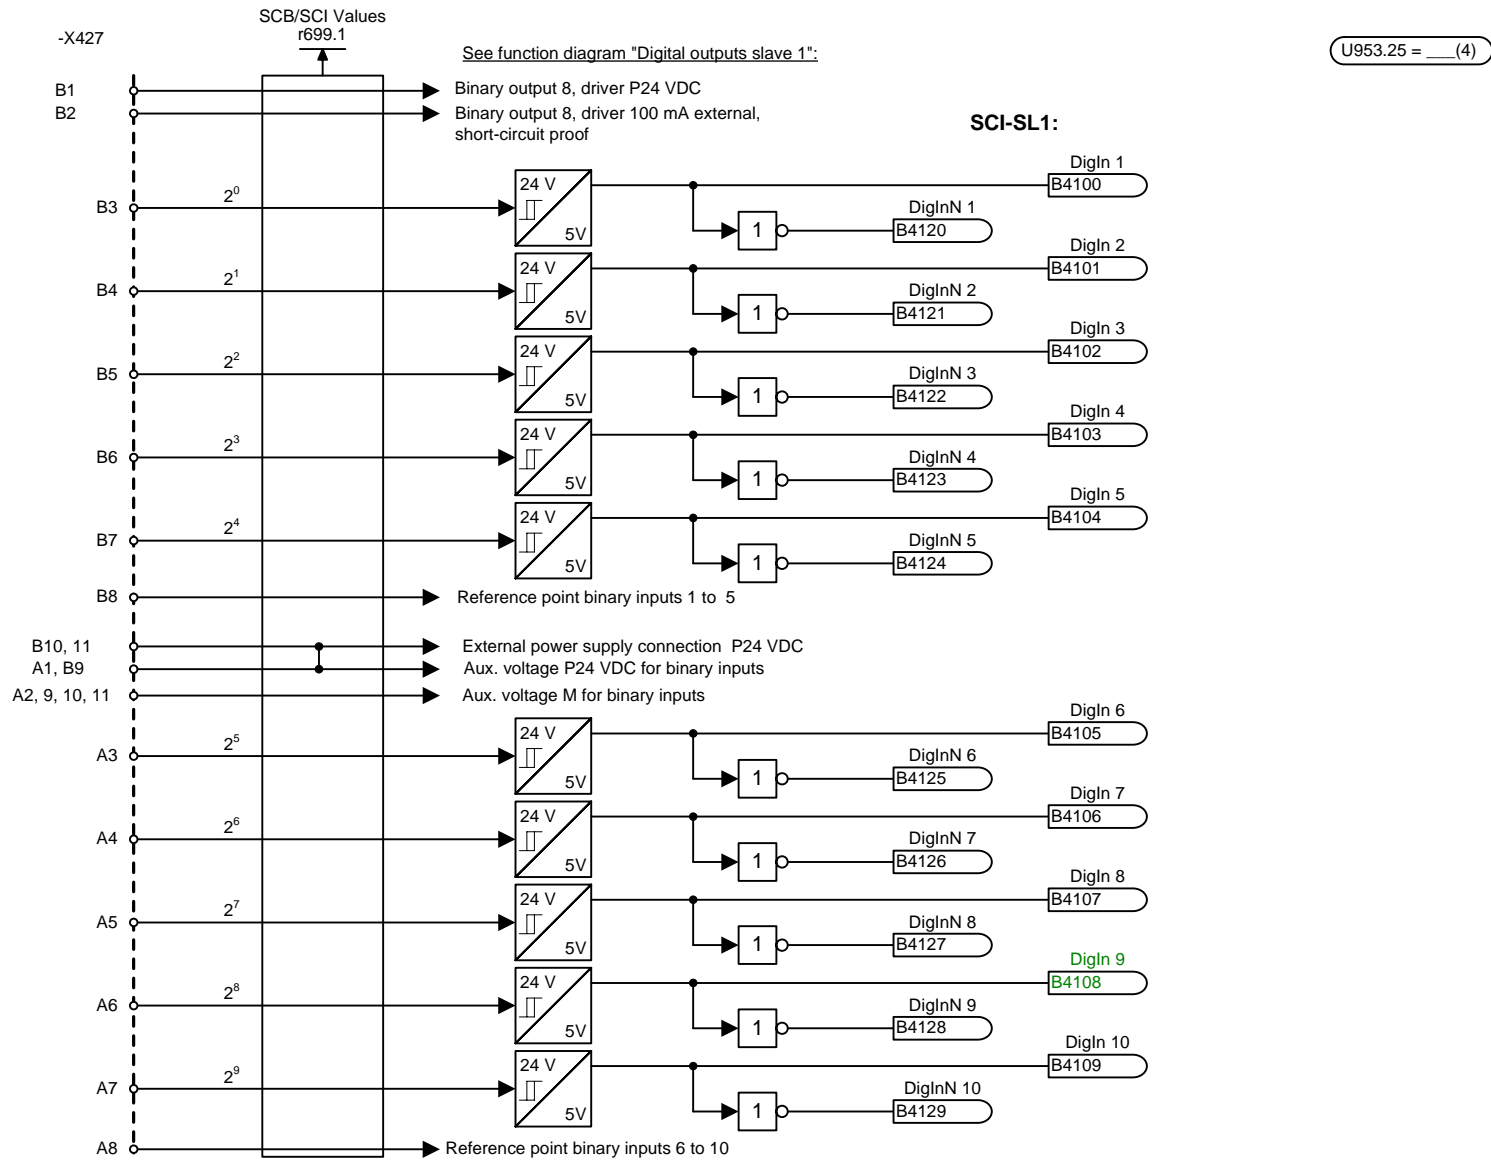 SCB/SCI Values
r699.1
-X427
See function diagram "Digital outputs slave 1":
U953.25 = ___(4)
B1
Binary output 8, driver P24 VDC
B2
Binary output 8, driver 100 mA external,
short-circuit proof
SCI-SL1:
B3
2⁰
24 V
5V
1
DigIn 1
B4100
DigInN 1
B4120
B4
2¹
24 V
5V
1
DigIn 2
B4101
DigInN 2
B4121
B5
2²
24 V
5V
1
DigIn 3
B4102
DigInN 3
B4122
B6
2³
24 V
5V
1
DigIn 4
B4103
DigInN 4
B4123
B7
2⁴
24 V
5V
1
DigIn 5
B4104
DigInN 5
B4124
B8
Reference point binary inputs 1 to 5
B10, 11
External power supply connection P24 VDC
A1, B9
Aux. voltage P24 VDC for binary inputs
A2, 9, 10, 11
Aux. voltage M for binary inputs
A3
2⁵
24 V
5V
1
DigIn 6
B4105
DigInN 6
B4125
A4
2⁶
24 V
5V
1
DigIn 7
B4106
DigInN 7
B4126
A5
2⁷
24 V
5V
1
DigIn 8
B4107
DigInN 8
B4127
A6
2⁸
24 V
5V
1
DigIn 9
B4108
DigInN 9
B4128
A7
2⁹
24 V
5V
1
DigIn 10
B4109
DigInN 10
B4129
A8
Reference point binary inputs 6 to 10